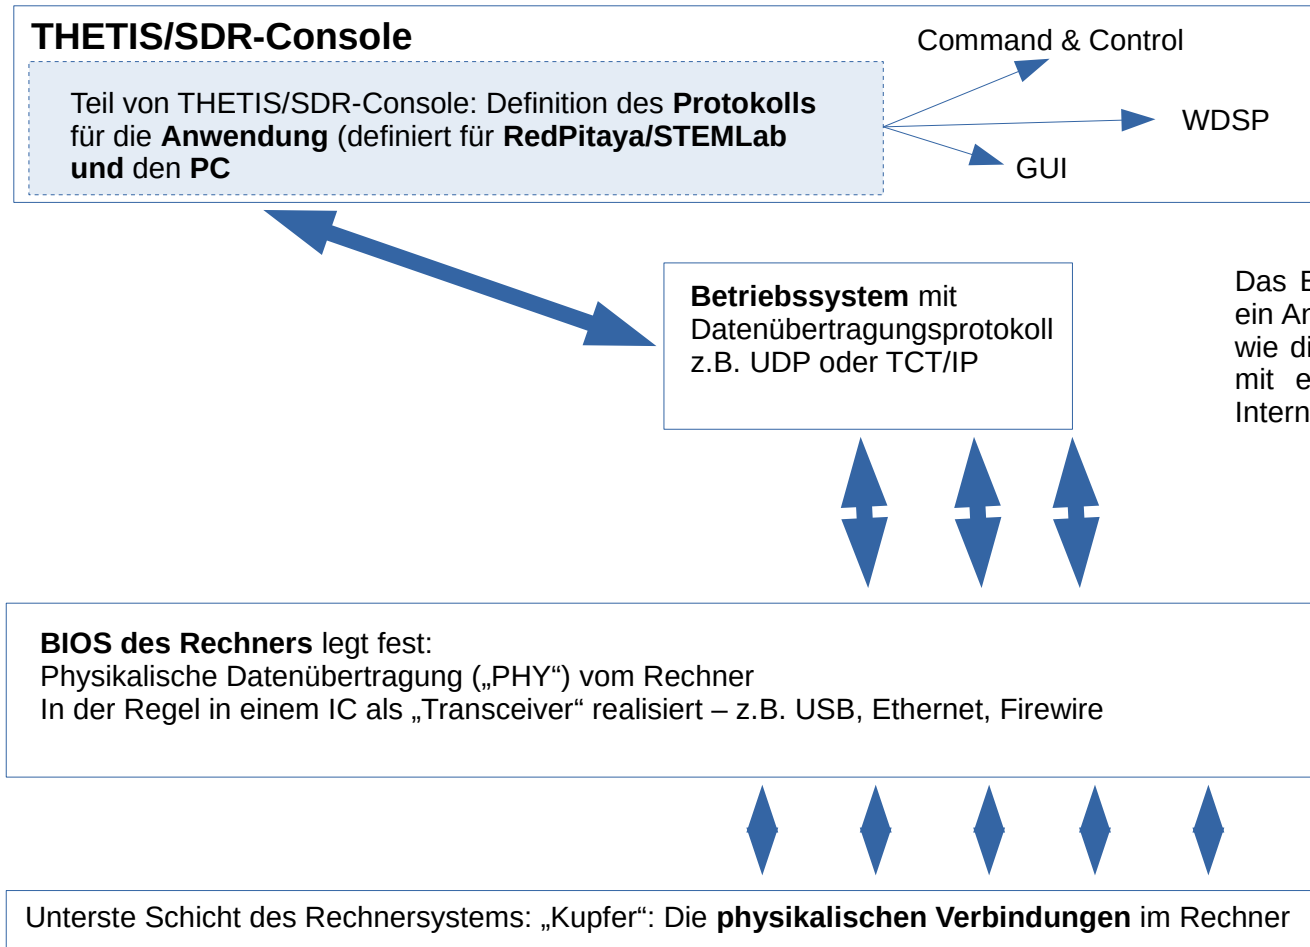 THETIS/SDR-Console
Command & Control
Teil von THETIS/SDR-Console: Definition des Protokolls
für die Anwendung (definiert für RedPitaya/STEMLab
und den PC
WDSP
GUI
Betriebssystem mit
Datenübertragungsprotokoll
z.B. UDP oder TCT/IP
Das
ein
wie
mit
BIOS des Rechners legt fest:
Physikalische Datenübertragung („PHY“) vom Rechner
In der Regel in einem IC als „Transceiver“ realisiert – z.B. USB, Ethernet, Firewire
Unterste Schicht des Rechnersystems: „Kupfer“: Die physikalischen Verbindungen im Rechner